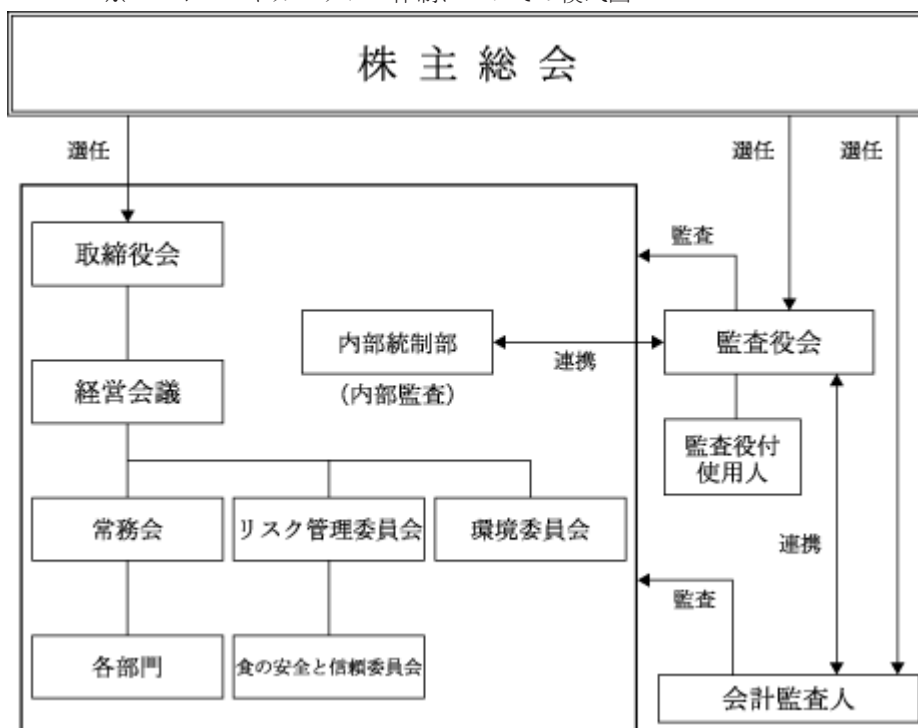 株主総会
選任
選任
選任
取締役会
監査
内部統制部
連携
監査役会
経営会議
(内部監査)
監査役付
使用人
常務会
リスク管理委員会
環境委員会
連携
監査
各部門
食の安全と信頼委員会
会計監査人